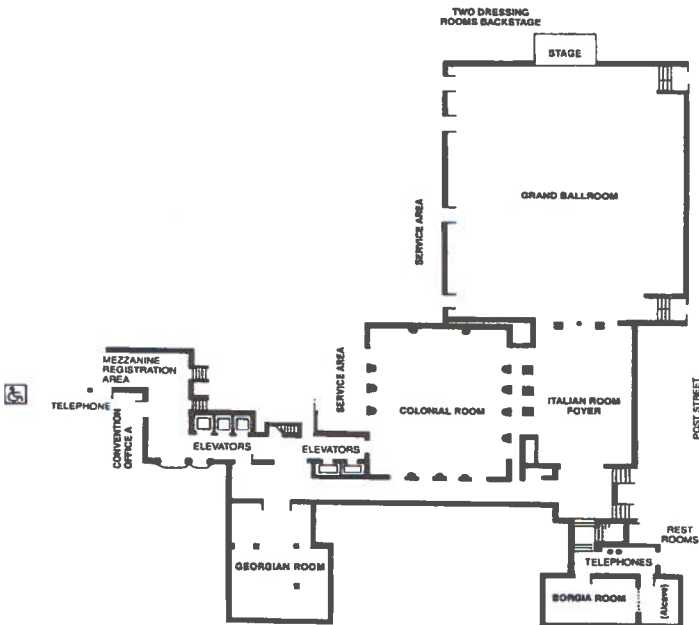 TWO DRESSING
ROOMS BACKSTAGE
STAGE
GRAND BALLROOM
SERVICE AREA
SERVICE AREA
MEZZANINE
REGISTRATION
AREA
TELEPHONE
CONVENTION
OFFICE A
ELEVATORS
ELEVATORS
COLONIAL ROOM
ITALIAN ROOM
FOYER
POST STREET
GEORGIAN ROOM
REST
ROOMS
TELEPHONES
BORGIA ROOM
(Alcove)